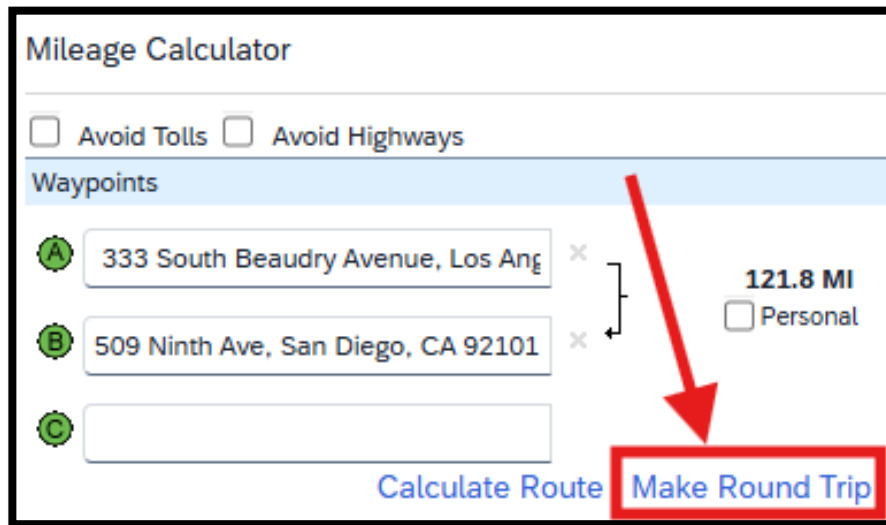 Mileage Calculator
Avoid Tolls Avoid Highways
Waypoints
A 333 South Beaudry Avenue, Los Ang
121.8 MI
Personal
B 509 Ninth Ave, San Diego, CA 92101
C
Calculate Route Make Round Trip